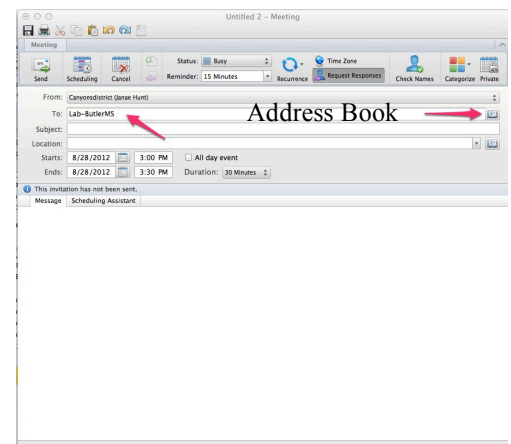 Untitled 2 – Meeting
Meeting
Send
Scheduling
Cancel
Status: Busy
Reminder: 15 Minutes
Recurrence
Time Zone
Request Responses
Check Names
Categorize
Private
From: Canyonsdistrict (Janae Hunt)
To: Lab-ButlerMS
Address Book
Subject:
Location:
Starts: 8/28/2012 3:00 PM All day event
Ends: 8/28/2012 3:30 PM Duration: 30 Minutes
This invitation has not been sent.
Message Scheduling Assistant